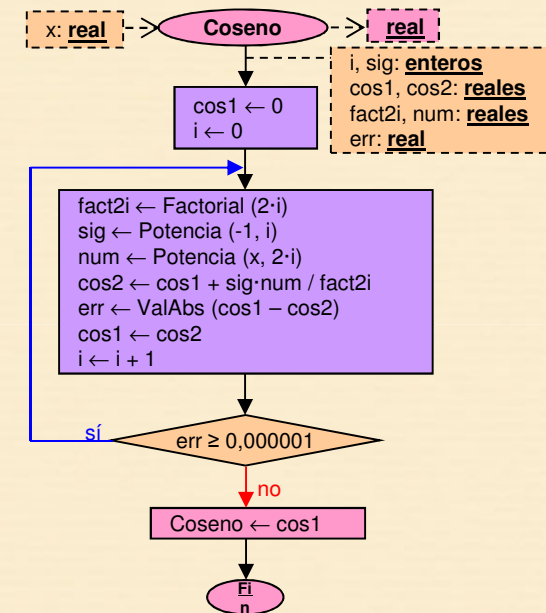 x: real
Coseno
real
i, sig: enteros
cos1, cos2: reales
fact2i, num: reales
err: real
cos1 ← 0
i ← 0
fact2i ← Factorial (2·i)
sig ← Potencia (-1, i)
num ← Potencia (x, 2·i)
cos2 ← cos1 + sig·num / fact2i
err ← ValAbs (cos1 – cos2)
cos1 ← cos2
i ← i + 1
sí
err ≥ 0,000001
no
Coseno ← cos1
Fi
n